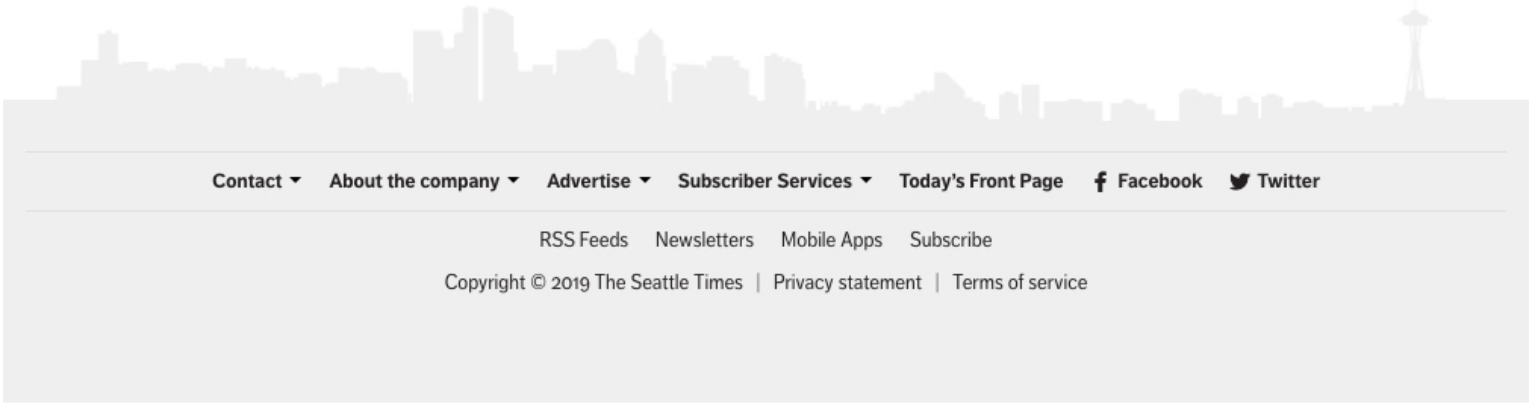 Contact About the company Advertise Subscriber Services Today's Front Page Facebook Twitter
RSS Feeds Newsletters Mobile Apps Subscribe
Copyright © 2019 The Seattle Times | Privacy statement | Terms of service